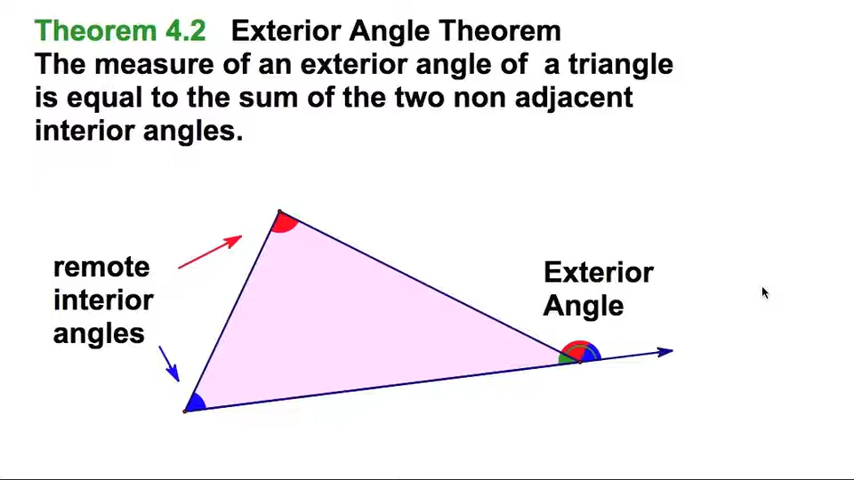 Theorem 4.2 Exterior Angle Theorem
The measure of an exterior angle of a triangle
is equal to the sum of the two non adjacent
interior angles.
remote
interior
angles
Exterior
Angle